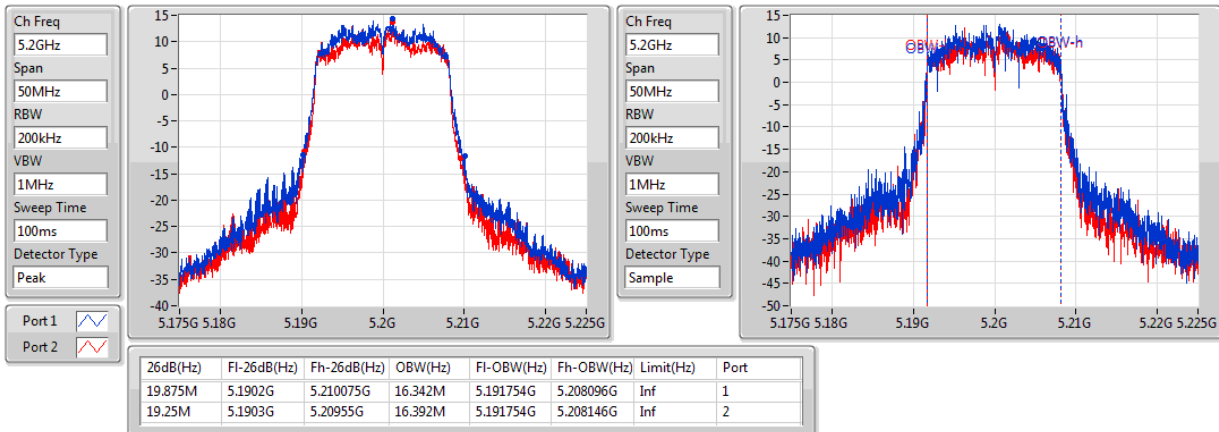 Ch Freq
5.2GHz
Span
50MHz
RBW
200kHz
VBW
1MHz
Sweep Time
100ms
Detector Type
Peak
Port 1
Port 2
15
10
5
0
-5
-10
-15
-20
-25
-30
-35
-40
5.175G 5.18G 5.19G 5.2G 5.21G 5.22G 5.225G
Ch Freq
5.2GHz
Span
50MHz
RBW
200kHz
VBW
1MHz
Sweep Time
100ms
Detector Type
Sample
15
10
5
0
-5
-10
-15
-20
-25
-30
-35
-40
-45
-50
OBW-h
5.175G 5.18G 5.19G 5.2G 5.21G 5.22G 5.225G
26dB(Hz) Fl-26dB(Hz) Fh-26dB(Hz) OBW(Hz) Fl-OBW(Hz) Fh-OBW(Hz) Limit(Hz) Port
19.875M 5.1902G 5.210075G 16.342M 5.191754G 5.208096G Inf 1
19.25M 5.1903G 5.20955G 16.392M 5.191754G 5.208146G Inf 2